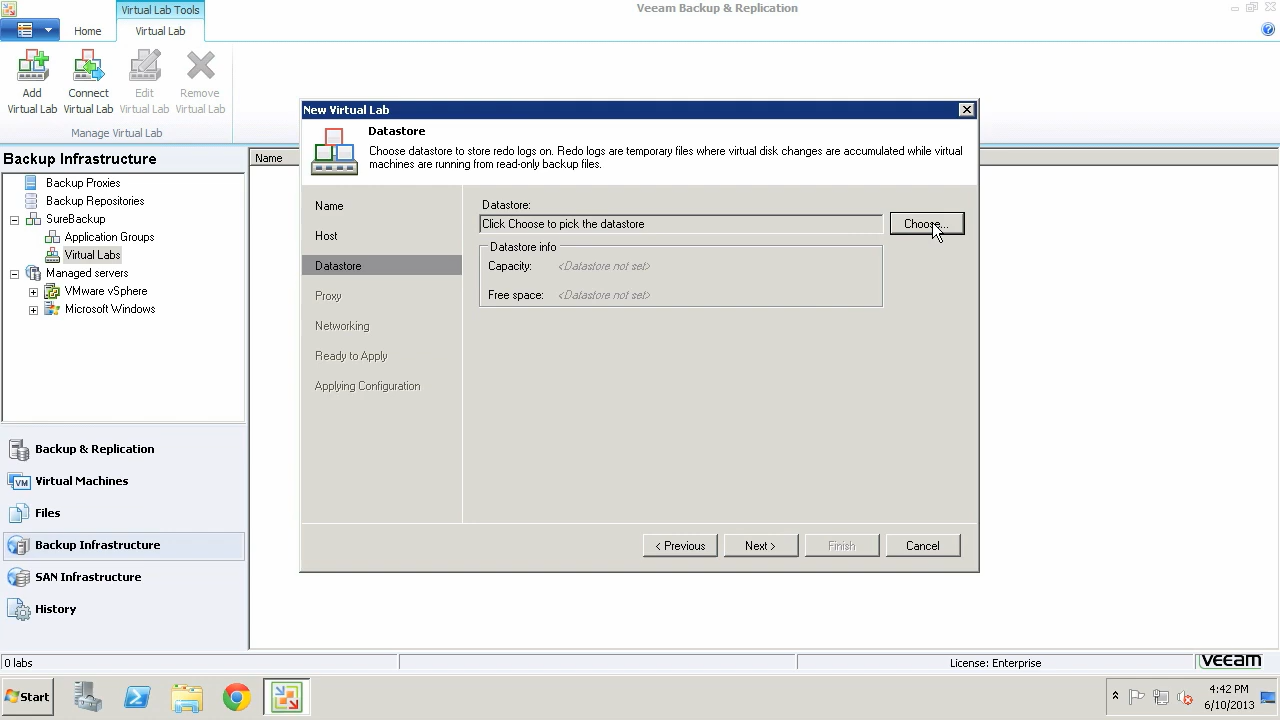 Virtual Lab Tools
Veeam Backup & Replication
Home
Virtual Lab
Add
Virtual Lab
Connect
Virtual Lab
Edit
Virtual Lab
Remove
Virtual Lab
Manage Virtual Lab
Backup Infrastructure
Backup Proxies
Backup Repositories
SureBackup
Application Groups
Virtual Labs
Managed servers
VMware vSphere
Microsoft Windows
Backup & Replication
Virtual Machines
Files
Backup Infrastructure
SAN Infrastructure
History
Name
New Virtual Lab
Datastore
Choose datastore to store redo logs on. Redo logs are temporary files where virtual disk changes are accumulated while virtual
machines are running from read-only backup files.
Name
Host
Datastore
Proxy
Networking
Ready to Apply
Applying Configuration
Datastore:
Click Choose to pick the datastore
Choose...
Datastore info
Capacity: <Datastore not set>
Free space: <Datastore not set>
< Previous
Next >
Finish
Cancel
0 labs
License: Enterprise
veeam
Start
4:42 PM
6/10/2013